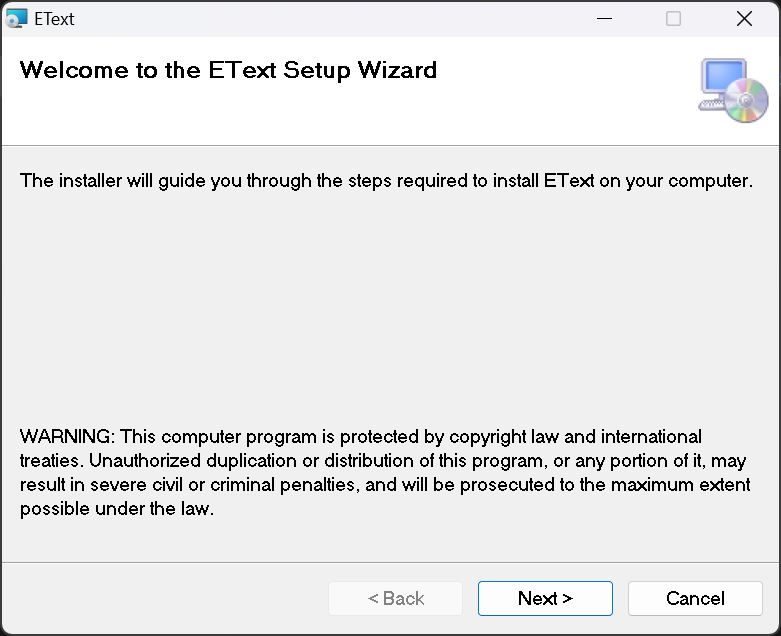 EText
Welcome to the EText Setup Wizard
The installer will guide you through the steps required to install EText on your computer.
WARNING: This computer program is protected by copyright law and international
treaties. Unauthorized duplication or distribution of this program, or any portion of it, may
result in severe civil or criminal penalties, and will be prosecuted to the maximum extent
possible under the law.
< Back
Next >
Cancel